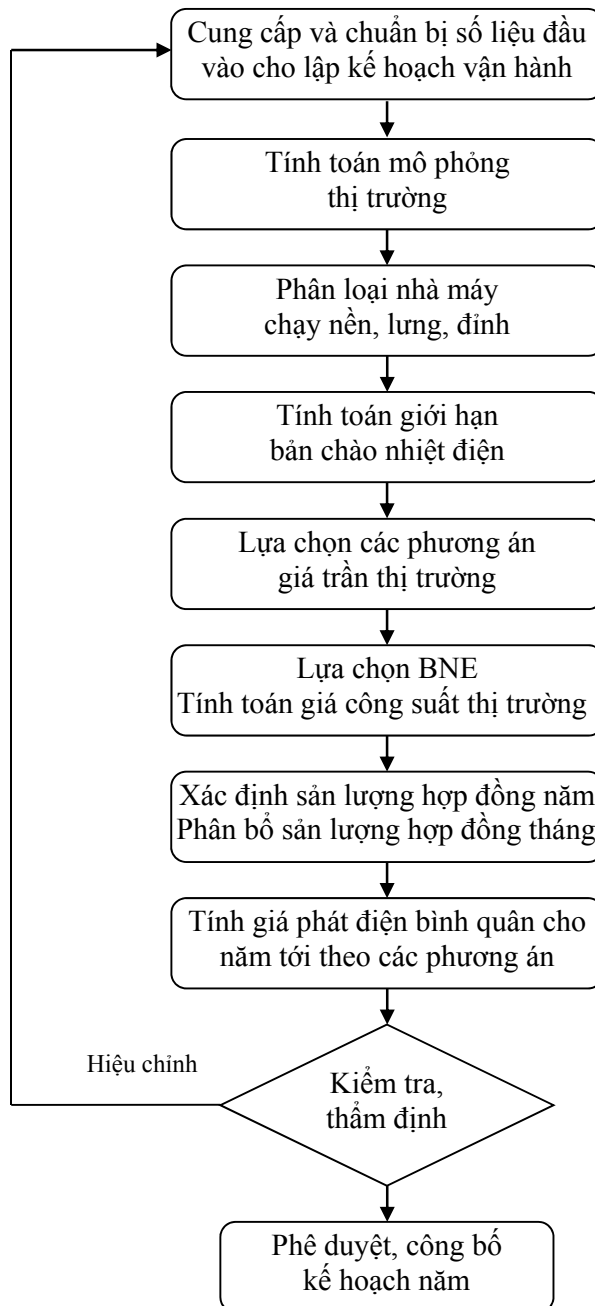 Cung cấp và chuẩn bị số liệu đầu
vào cho lập kế hoạch vận hành
Tính toán mô phỏng
thị trường
Phân loại nhà máy
chạy nền, lưng, đỉnh
Tính toán giới hạn
bản chào nhiệt điện
Lựa chọn các phương án
giá trần thị trường
Lựa chọn BNE
Tính toán giá công suất thị trường
Xác định sản lượng hợp đồng năm
Phân bổ sản lượng hợp đồng tháng
Tính giá phát điện bình quân cho
năm tới theo các phương án
Hiệu chỉnh
Kiểm tra,
thẩm định
Phê duyệt, công bố
kế hoạch năm